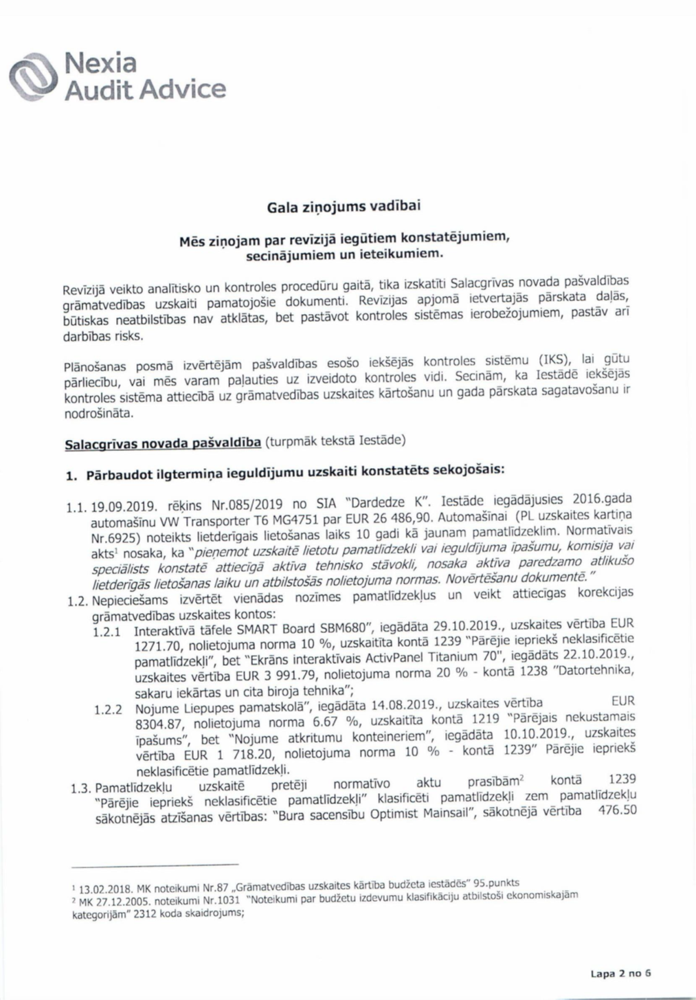 Nexia
Audit Advice
Gala ziņojums vadībai
Mēs ziņojam par revīzijā iegūtiem konstatējumiem,
secinājumiem un ieteikumiem.
Revīzijā veikto analītisko un kontroles procedūru gaitā, tika izskatīti Salacgrīvas novada pašvaldības
grāmatvedības uzskaiti pamatojošie dokumenti. Revīzijas apjomā ietvertajās pārskata daļās,
būtiskas neatbilstības nav atklātas, bet pastāvot kontroles sistēmas ierobežojumiem, pastāv arī
darbības risks.
Plānošanas posmā izvērtējām pašvaldības esošo iekšējās kontroles sistēmu (IKS), lai gūtu
pārliecību, vai mēs varam paļauties uz izveidoto kontroles vidi. Secinām, ka Iestādē iekšējās
kontroles sistēma attiecībā uz grāmatvedības uzskaites kārtošanu un gada pārskata sagatavošanu ir
nodrošināta.
Salacgrīvas novada pašvaldība (turpmāk tekstā Iestāde)
1. Pārbaudot ilgtermiņa ieguldījumu uzskaiti konstatēts sekojošais:
1.1. 19.09.2019. rēķins Nr.085/2019 no SIA "Dardedze K". Iestāde iegādājusies 2016.gada
automašīnu VW Transporter T6 MG4751 par EUR 26 486,90. Automašīnai (PL uzskaites kartiņa
Nr.6925) noteikts lietderīgais lietošanas laiks 10 gadi kā jaunam pamatlīdzeklim. Normatīvais
akts¹ nosaka, ka "pieņemot uzskaitē lietotu pamatlīdzekli vai ieguldījuma īpašumu, komisija vai
speciālists konstatē attiecīgā aktīva tehnisko stāvokli, nosaka aktīva paredzamo atlikušo
lietderīgās lietošanas laiku un atbilstošās nolietojuma normas. Novērtēšanu dokumentē."
1.2. Nepieciešams izvērtēt vienādas nozīmes pamatlīdzekļus un veikt attiecīgas korekcijas
grāmatvedības uzskaites kontos:
1.2.1 Interaktīvā tāfele SMART Board SBM680", iegādāta 29.10.2019., uzskaites vērtība EUR
1271.70, nolietojuma norma 10 %, uzskaitīta kontā 1239 "Pārējie iepriekš neklasificētie
pamatlīdzekļi", bet "Ekrāns interaktīvais ActivPanel Titanium 70", iegādāts 22.10.2019.,
uzskaites vērtība EUR 3 991.79, nolietojuma norma 20 % - kontā 1238 "Datortehnika,
sakaru iekārtas un cita biroja tehnika";
1.2.2 Nojume Liepupes pamatskolā", iegādāta 14.08.2019., uzskaites vērtība EUR
8304.87, nolietojuma norma 6.67 %, uzskaitīta kontā 1219 "Pārējais nekustamais
īpašums", bet "Nojume atkritumu konteineriem", iegādāta 10.10.2019., uzskaites
vērtība EUR 1 718.20, nolietojuma norma 10 % - kontā 1239" Pārējie iepriekš
neklasificētie pamatlīdzekļi.
1.3. Pamatlīdzekļu uzskaitē pretēji normatīvo aktu prasībām² kontā 1239
"Pārējie iepriekš neklasificētie pamatlīdzekļi" klasificēti pamatlīdzekļi zem pamatlīdzekļu
sākotnējās atzīšanas vērtības: "Bura sacensību Optimist Mainsail", sākotnējā vērtība 476.50
¹ 13.02.2018. MK noteikumi Nr.87 „Grāmatvedības uzskaites kārtība budžeta iestādēs" 95.punkts
² MK 27.12.2005. noteikumi Nr.1031 "Noteikumi par budžetu izdevumu klasifikāciju atbilstoši ekonomiskajām
kategorijām" 2312 koda skaidrojums;
Lapa 2 no 6